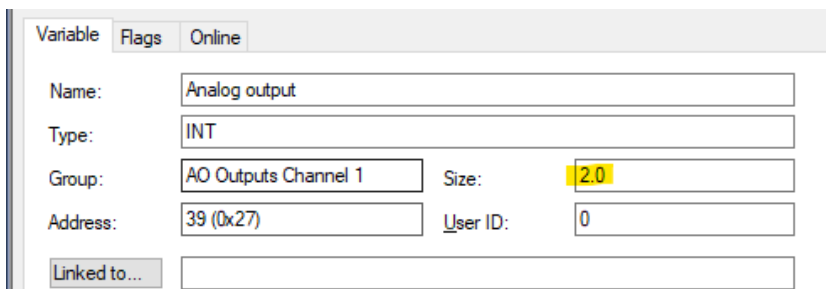 Variable Flags Online
Name: Analog output
Type: INT
Group: AO Outputs Channel 1 Size: 2.0
Address: 39 (0x27) User ID: 0
Linked to...